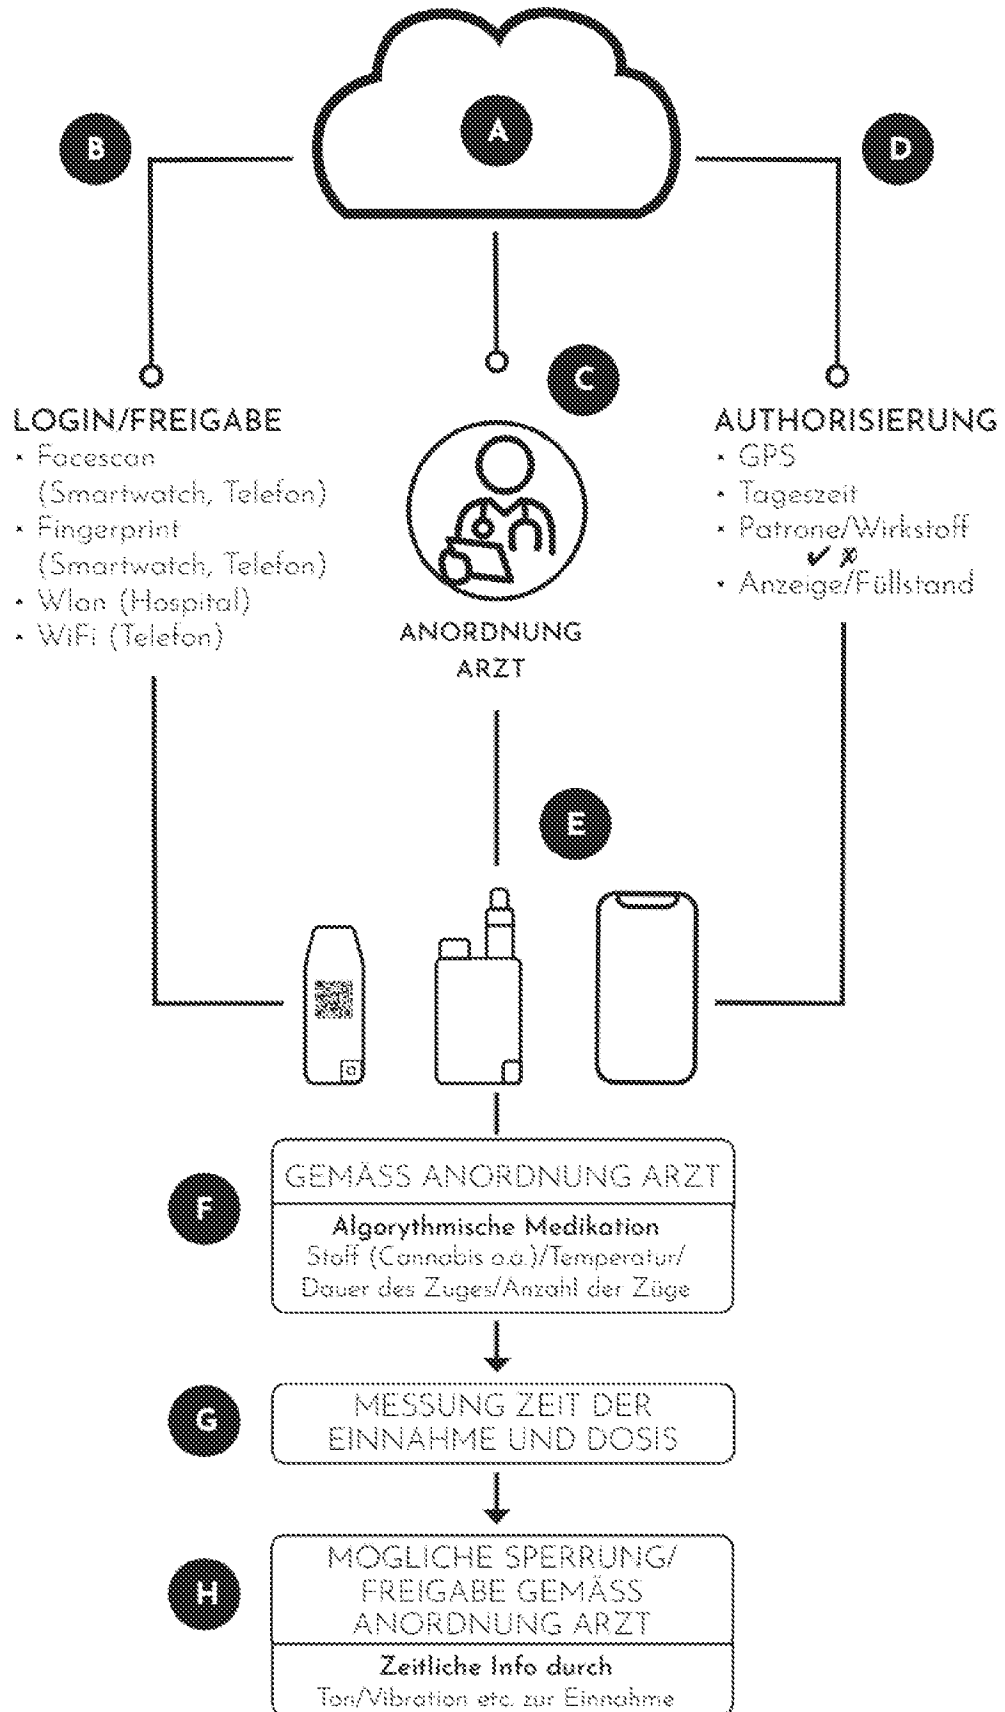 A
B
D
C
LOGIN/FREIGABE
• Facescan
(Smartwatch, Telefon)
• Fingerprint
(Smartwatch, Telefon)
• Wlan (Hospital)
• WiFi (Telefon)
ANORDNUNG
ARZT
AUTHORISIERUNG
• GPS
• Tageszeit
• Patrone/Wirkstoff
✔ ✘
• Anzeige/Füllstand
E
F
GEMÄSS ANORDNUNG ARZT
Algorythmische Medikation
Stoff (Cannabis o.ä.)/Temperatur/
Dauer des Zuges/Anzahl der Züge
G
MESSUNG ZEIT DER
EINNAHME UND DOSIS
H
MÖGLICHE SPERRUNG/
FREIGABE GEMÄSS
ANORDNUNG ARZT
Zeitliche Info durch
Ton/Vibration etc. zur Einnahme